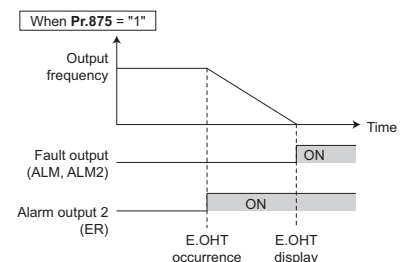 When Pr.875 = "1"
Output
frequency
Time
Fault output
(ALM, ALM2)
ON
Alarm output 2
(ER)
ON
E.OHT
occurrence
E.OHT
display